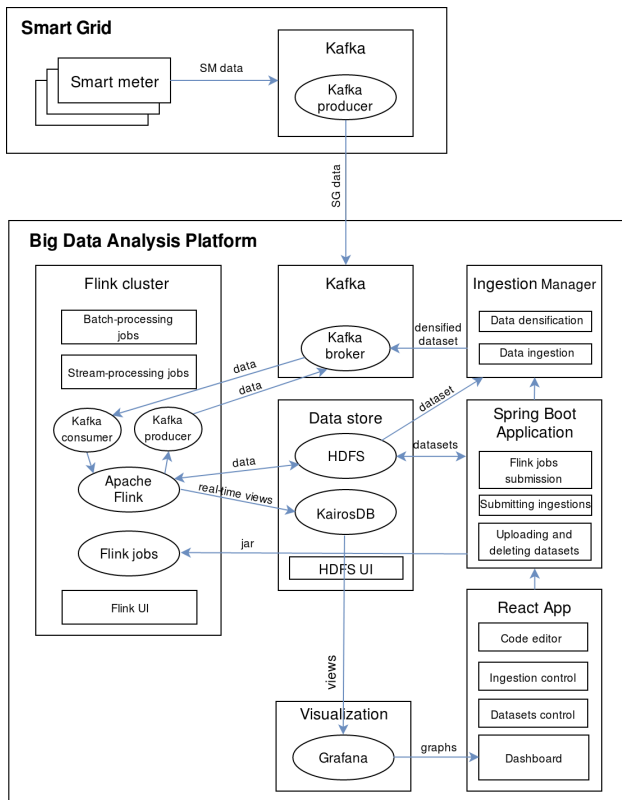 Smart Grid
Smart meter
SM data
Kafka
Kafka
producer
SG data
Big Data Analysis Platform
Flink cluster
Batch-processing
jobs
Stream-processing jobs
Kafka
consumer
Kafka
producer
Apache
Flink
Flink jobs
Flink UI
data
data
data
real-time views
jar
Kafka
Kafka
broker
densified
dataset
Data store
HDFS
KairosDB
HDFS UI
dataset
datasets
views
Visualization
Grafana
graphs
Ingestion Manager
Data densification
Data ingestion
Spring Boot
Application
Flink jobs
submission
Submitting ingestions
Uploading and
deleting datasets
React App
Code editor
Ingestion control
Datasets control
Dashboard